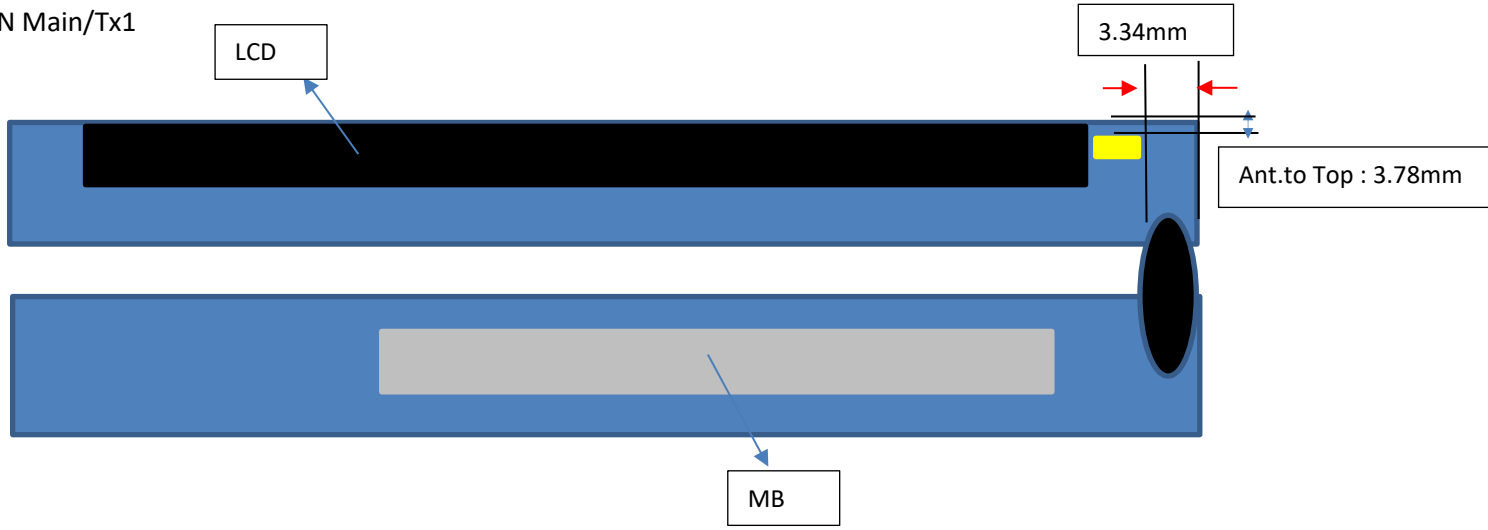 N Main/Tx1
LCD
3.34mm
Ant.to Top : 3.78mm
MB